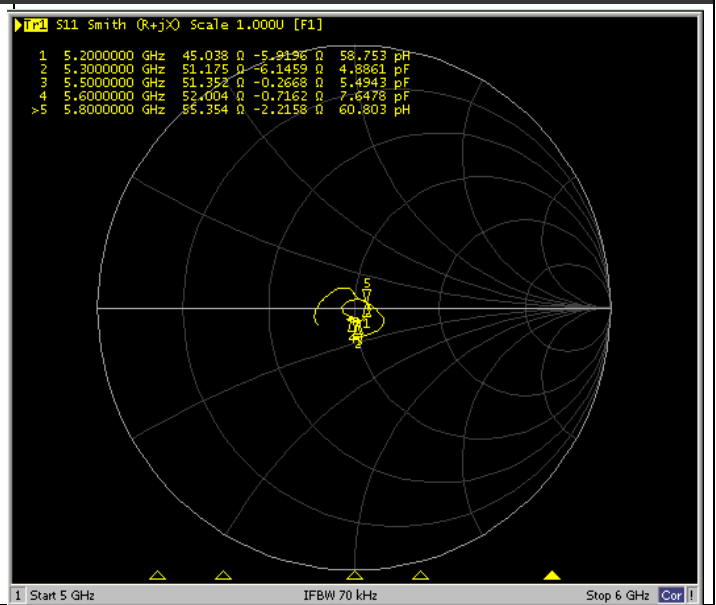 Tr1 S11 Smith (R+jX) Scale 1.000U [F1]
1 5.2000000 GHz 45.038 Ω -5.9196 Ω 58.753 pH
2 5.3000000 GHz 51.175 Ω -6.1459 Ω 4.8861 pF
3 5.5000000 GHz 51.352 Ω -0.2668 Ω 5.4943 pF
4 5.6000000 GHz 52.004 Ω -0.7162 Ω 7.6478 pF
>5 5.8000000 GHz 55.354 Ω -2.2158 Ω 60.803 pH
5
1
2
1 Start 5 GHz IFBW 70 kHz Stop 6 GHz Cor !